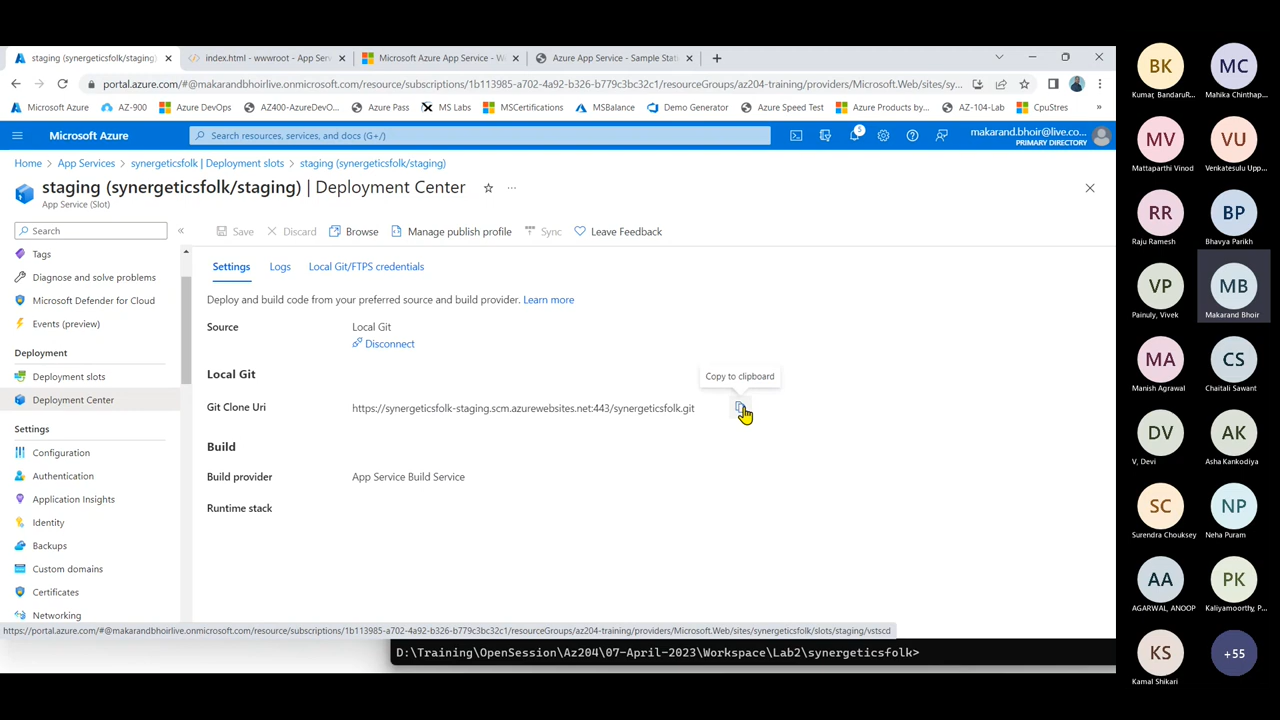 staging (synergeticsfolk/staging)
index.html - wwwroot - App Serv
Microsoft Azure App Service - W
Azure App Service - Sample Stat
portal.azure.com/#@makarandbhoirlive.onmicrosoft.com/resource/subscriptions/1b113985-a702-4a92-b326-b779c3bc32c1/resourceGroups/az204-training/providers/Microsoft.Web/sites/sy...
Microsoft Azure
AZ-900
Azure DevOps
AZ400-AzureDevO...
Azure Pass
MS Labs
MSCertifications
MSBalance
Demo Generator
Azure Speed Test
Azure Products by...
AZ-104-Lab
CpuStres
»
Microsoft Azure
Search resources, services, and docs (G+/)
5
makarand.bhoir@live.co...
PRIMARY DIRECTORY
Home > App Services > synergeticsfolk | Deployment slots > staging (synergeticsfolk/staging)
staging (synergeticsfolk/staging) | Deployment Center
App Service (Slot)
Search
«
Save
Discard
Browse
Manage publish profile
Sync
Leave Feedback
Tags
Diagnose and solve problems
Microsoft Defender for Cloud
Events (preview)
Deployment
Deployment slots
Deployment Center
Settings
Configuration
Authentication
Application Insights
Identity
Backups
Custom domains
Certificates
Networking
Settings
Logs
Local Git/FTPS credentials
Deploy and build code from your preferred source and build provider. Learn more
Source
Local Git
Disconnect
Local Git
Copy to clipboard
Git Clone Uri
https://synergeticsfolk-staging.scm.azurewebsites.net:443/synergeticsfolk.git
Build
Build provider
App Service Build Service
Runtime stack
https://portal.azure.com/#@makarandbhoirlive.onmicrosoft.com/resource/subscriptions/1b113985-a702-4a92-b326-b779c3bc32c1/resourceGroups/az204-training/providers/Microsoft.Web/sites/synergeticsfolk/slots/staging/vstscd
D:\Training\OpenSession\Az204\07-April-2023\Workspace\Lab2\synergeticsfolk>
BK
Kumar, BandaruR...
MC
Mahika Chinthap...
MV
Mattaparthi Vinod
VU
Venkatesulu Upp...
RR
Raju Ramesh
BP
Bhavya Parikh
VP
Painuly, Vivek
MB
Makarand Bhoir
MA
Manish Agrawal
CS
Chaitali Sawant
DV
V, Devi
AK
Asha Kankodiya
SC
Surendra Chouksey
NP
Neha Puram
AA
AGARWAL, ANOOP
PK
Kaliyamoorthy, P...
KS
Kamal Shikari
+55